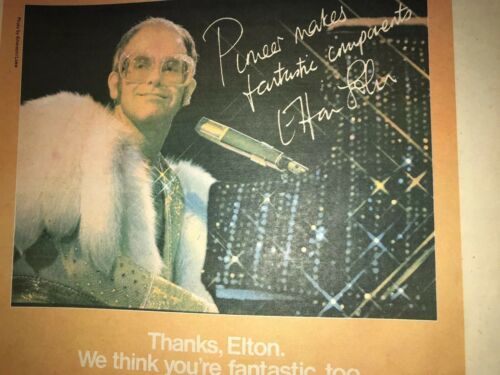 Pioneer makes
fantastic components
Elton John
Thanks, Elton.
We think you're fantastic, too.